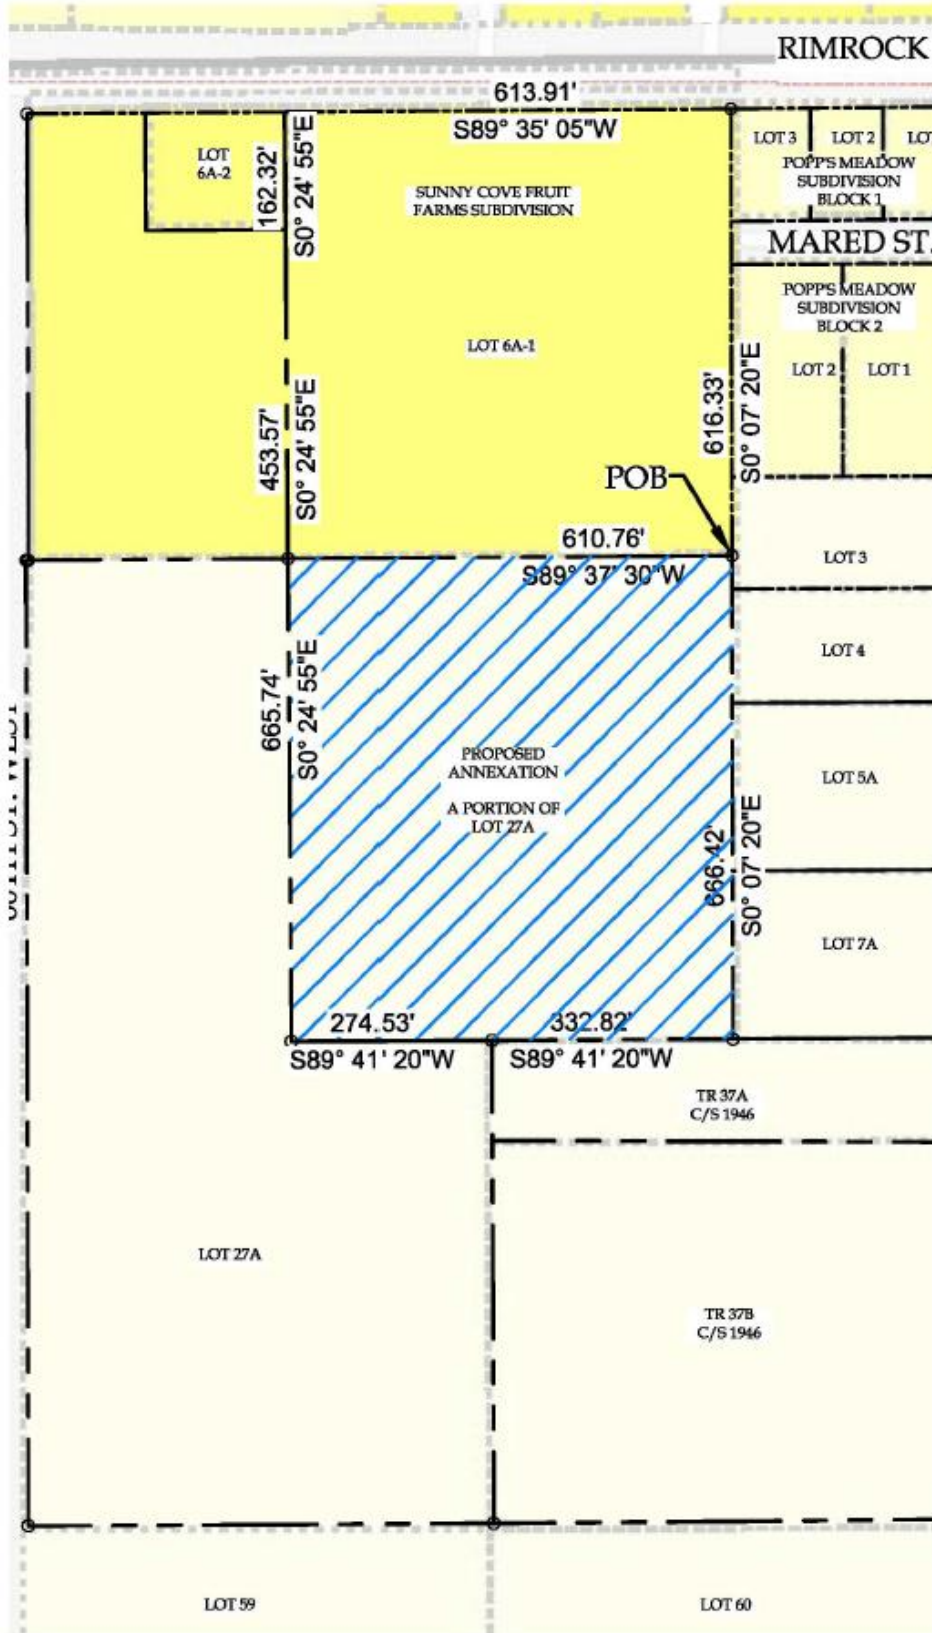 RIMROCK
613.91'
S89° 35' 05"W
LOT 3
LOT 2
LO
POPP'S MEADOW
SUBDIVISION
BLOCK 1
LOT
6A-2
162.32'
S0° 24' 55"E
SUNNY COVE FRUIT
FARMS SUBDIVISION
MARED ST.
POPP'S MEADOW
SUBDIVISION
BLOCK 2
LOT 6A-1
LOT 2
LOT 1
616.33'
S0° 07' 20"E
453.57'
S0° 24' 55"E
POB
610.76'
S89° 37' 30"W
LOT 3
LOT 4
665.74'
S0° 24' 55"E
PROPOSED
ANNEXATION
A PORTION OF
LOT 27A
LOT 5A
666.42'
S0° 07' 20"E
LOT 7A
274.53'
332.82'
S89° 41' 20"W
S89° 41' 20"W
TR 37A
C/S 1946
LOT 27A
TR 37B
C/S 1946
LOT 59
LOT 60